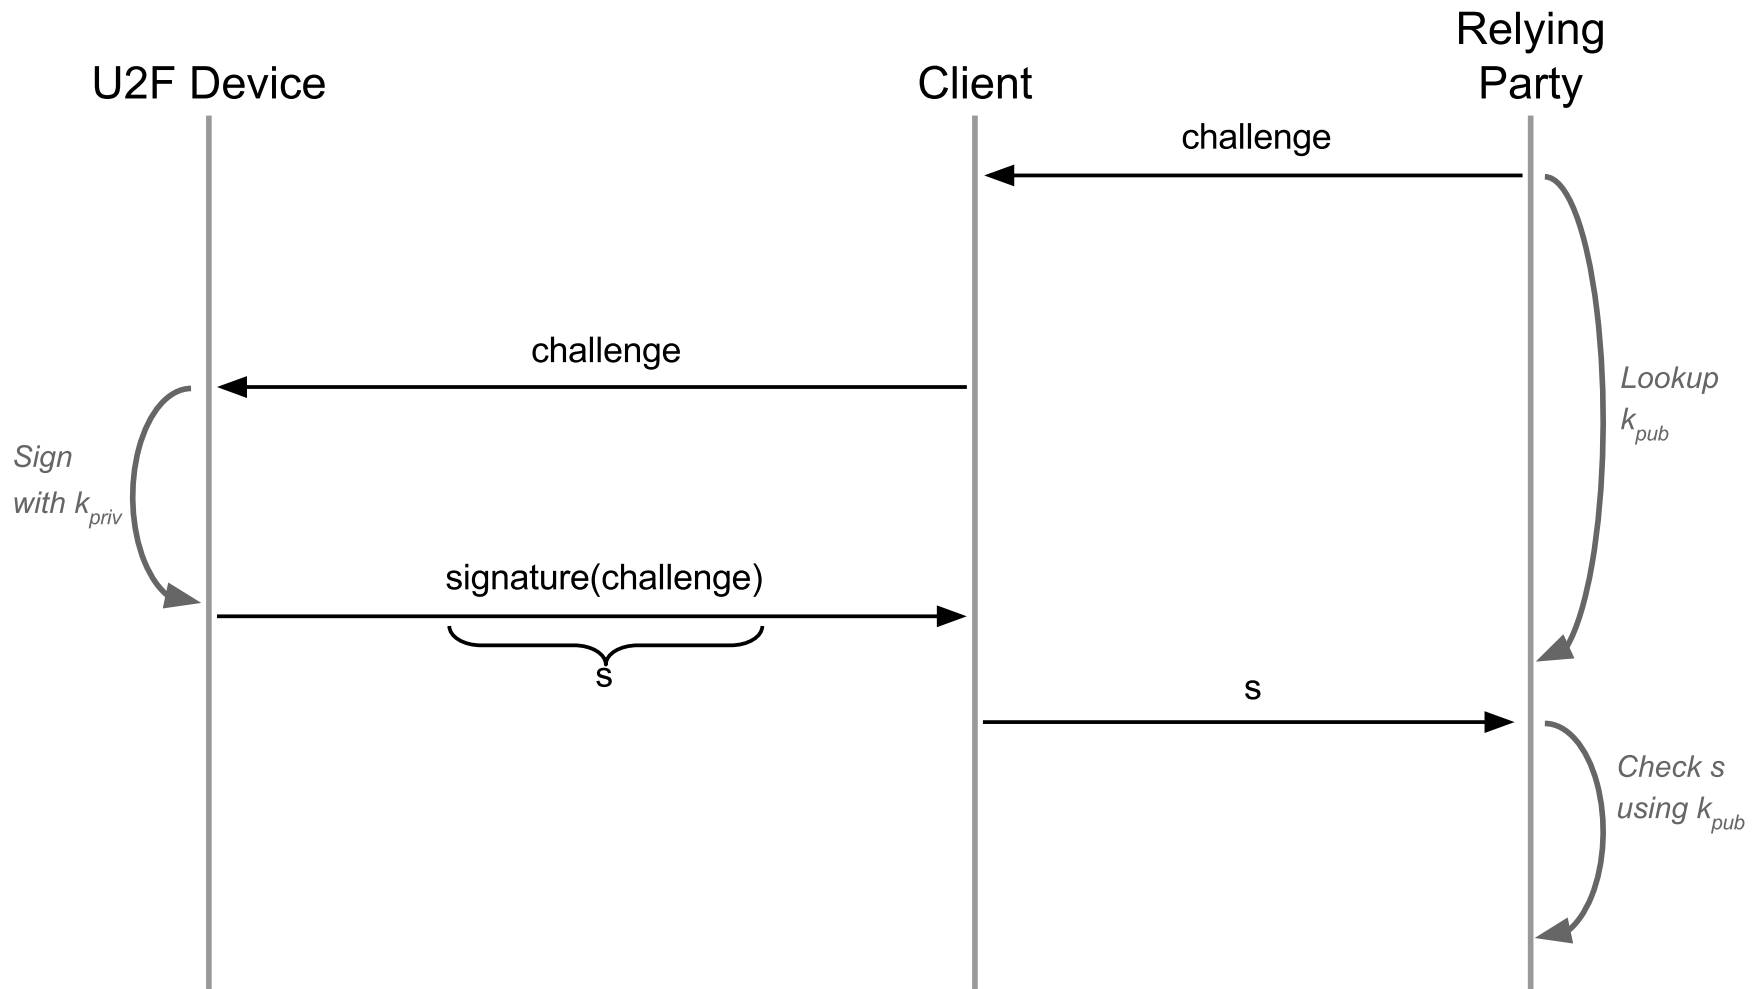 Relying
U2F Device Client Party
challenge
challenge
Lookup
k_pub
Sign
with k_priv
signature(challenge)
s
s
Check s
using k_pub